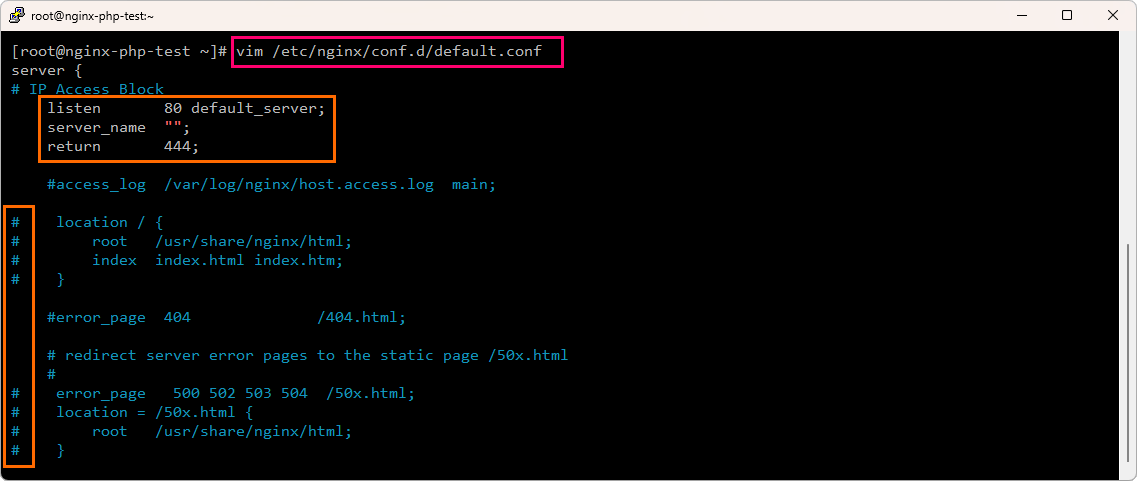 root@nginx-php-test:~
[root@nginx-php-test ~]# vim /etc/nginx/conf.d/default.conf
server {
# IP Access Block
    listen       80 default_server;
    server_name  "";
    return       444;
    #access_log  /var/log/nginx/host.access.log  main;
#    location / {
#        root   /usr/share/nginx/html;
#        index  index.html index.htm;
#    }
    #error_page  404              /404.html;
    # redirect server error pages to the static page /50x.html
    #
#    error_page   500 502 503 504  /50x.html;
#    location = /50x.html {
#        root   /usr/share/nginx/html;
#    }